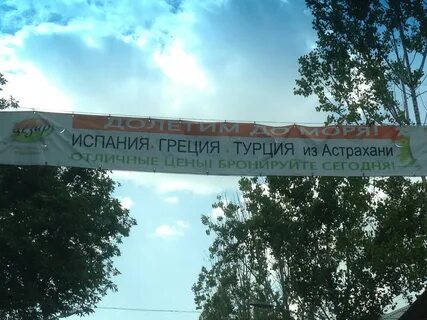 ДОЛЕТИМ ДО МОРЯ!
ИСПАНИЯ. ГРЕЦИЯ. ТУРЦИЯ из Астрахани
ОТЛИЧНЫЕ ЦЕНЫ! БРОНИРУЙТЕ СЕГОДНЯ!